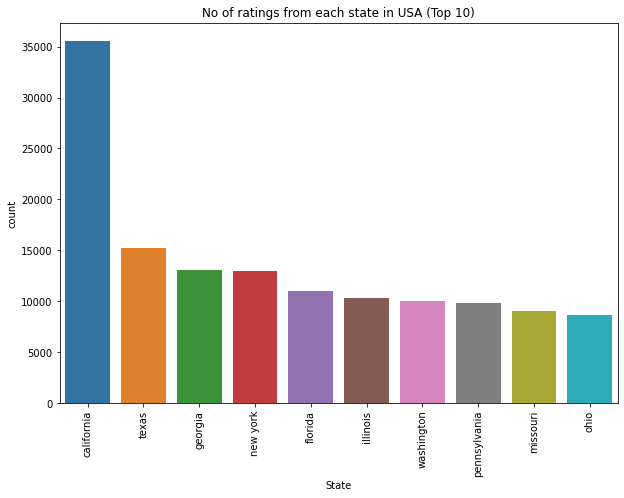 No of ratings from each state in USA (Top 10)
35000
30000
25000
20000
15000
10000
5000
0
count
california
texas
georgia
new york
florida
illinois
washington
pennsylvania
missouri
ohio
State